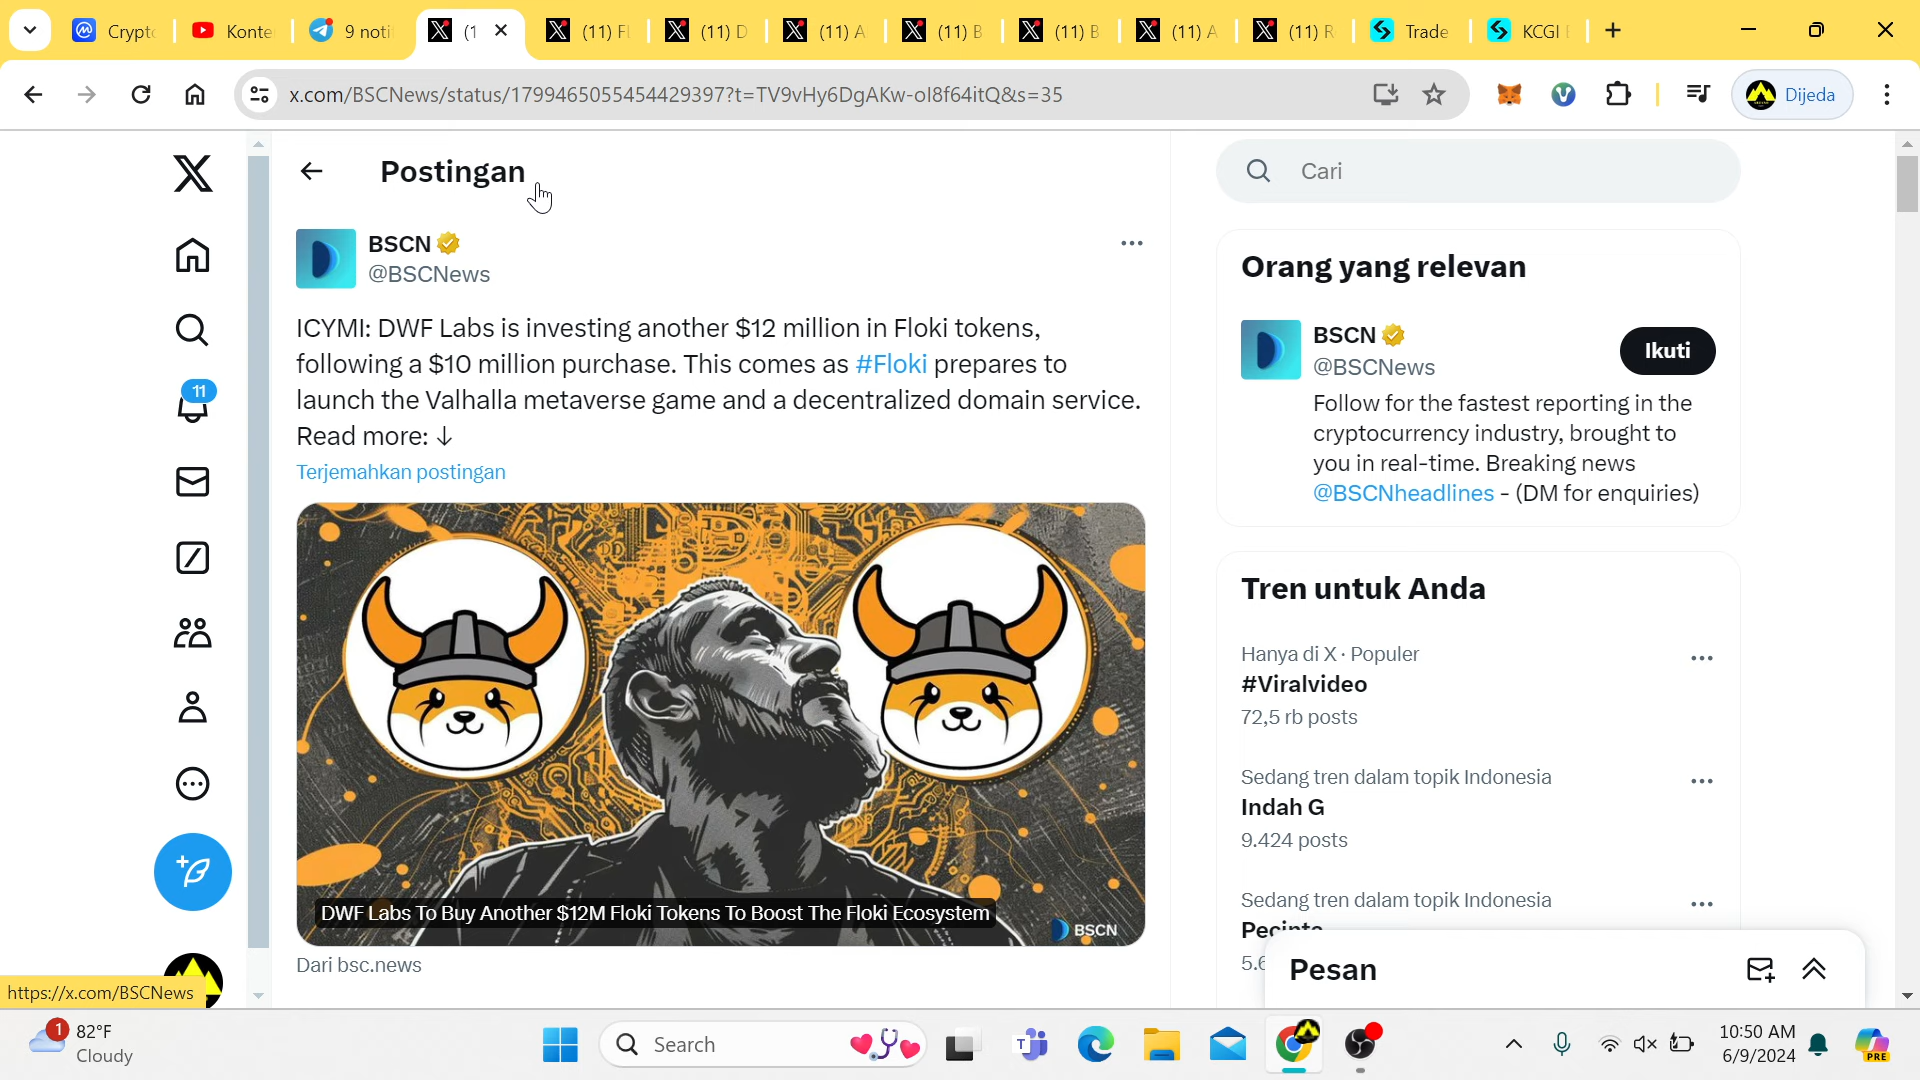 Crypto
Konte
9 noti
(1
(11) Fl
(11) D
(11) A
(11) B
(11) B
(11) A
(11) R
Trade
KCGI
x.com/BSCNews/status/1799465055454429397?t=TV9vHy6DgAKw-ol8f64itQ&s=35
Dijeda
Postingan
BSCN
@BSCNews
ICYMI: DWF Labs is investing another $12 million in Floki tokens,
following a $10 million purchase. This comes as #Floki prepares to
launch the Valhalla metaverse game and a decentralized domain service.
Read more: ↓
Terjemahkan postingan
DWF Labs To Buy Another $12M Floki Tokens To Boost The Floki Ecosystem
BSCN
Dari bsc.news
11
Cari
Orang yang relevan
BSCN
@BSCNews
Ikuti
Follow for the fastest reporting in the
cryptocurrency industry, brought to
you in real-time. Breaking news
@BSCNheadlines - (DM for enquiries)
Tren untuk Anda
Hanya di X · Populer
#Viralvideo
72,5 rb posts
Sedang tren dalam topik Indonesia
Indah G
9.424 posts
Sedang tren dalam topik Indonesia
Pesan
https://x.com/BSCNews
1
82°F
Cloudy
Search
10:50 AM
6/9/2024
PRE